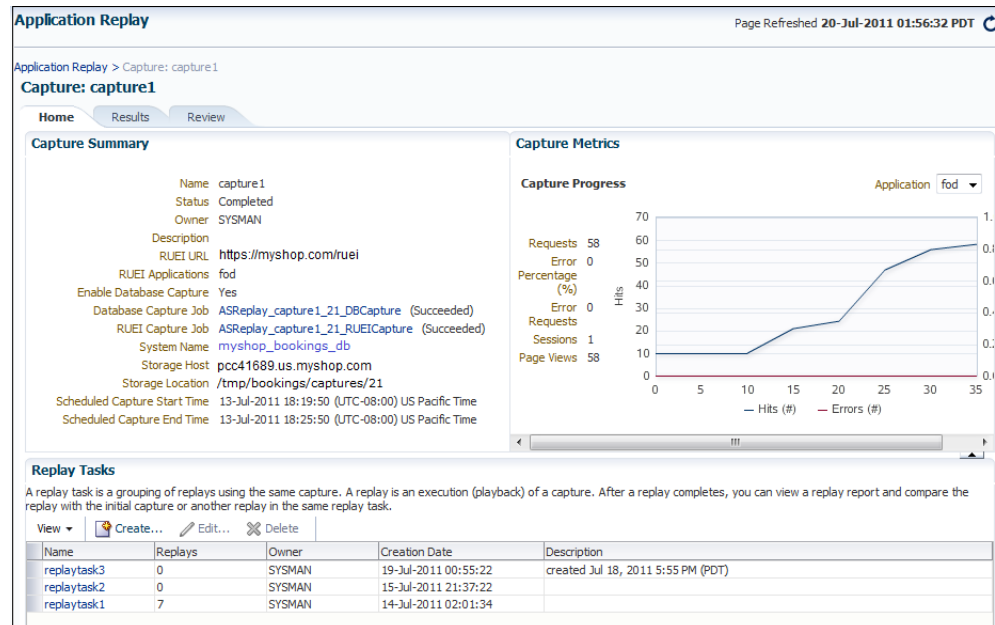 Application Replay
Page Refreshed 20-Jul-2011 01:56:32 PDT
Application Replay > Capture: capture1
Capture: capture1
Home Results Review
Capture Summary
Name capture1
Status Completed
Owner SYSMAN
Description
RUEI URL https://myshop.com/ruei
RUEI Applications fod
Enable Database Capture Yes
Database Capture Job ASReplay_capture1_21_DBCapture (Succeeded)
RUEI Capture Job ASReplay_capture1_21_RUEICapture (Succeeded)
System Name myshop_bookings_db
Storage Host pcc41689.us.myshop.com
Storage Location /tmp/bookings/captures/21
Scheduled Capture Start Time 13-Jul-2011 18:19:50 (UTC-08:00) US Pacific Time
Scheduled Capture End Time 13-Jul-2011 18:25:50 (UTC-08:00) US Pacific Time
Capture Metrics
Capture Progress
Application fod
Requests 58
Error 0
Percentage
(%)
Error 0
Requests
Sessions 1
Page Views 58
Hits
70
60
50
40
30
20
10
0
0 5 10 15 20 25 30 35
Hits (#) Errors (#)
Replay Tasks
A replay task is a grouping of replays using the same capture. A replay is an execution (playback) of a capture. After a replay completes, you can view a replay report and compare the
replay with the initial capture or another replay in the same replay task.
View Create... Edit... Delete
Name Replays Owner Creation Date Description
replaytask3 0 SYSMAN 19-Jul-2011 00:55:22 created Jul 18, 2011 5:55 PM (PDT)
replaytask2 0 SYSMAN 15-Jul-2011 21:37:22
replaytask1 7 SYSMAN 14-Jul-2011 02:01:34